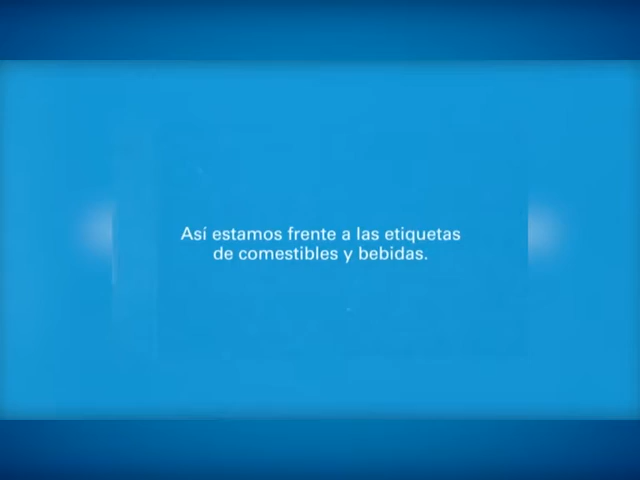 Así estamos frente a las etiquetas
de comestibles y bebidas.